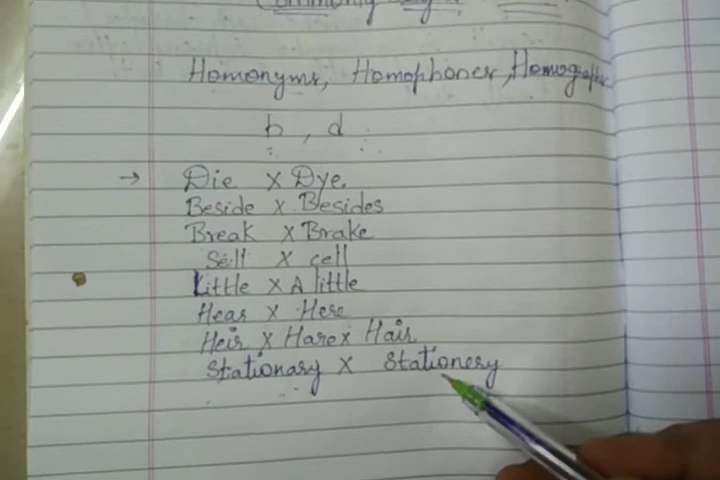 Commonly
Homonyms, Homophones, Homographs
b, d
→ Die X Dye.
Beside X Besides
Break X Brake
Sell X cell
Little X A little
Hear X Here
Heir X Hare X Hair
Stationary X Stationery